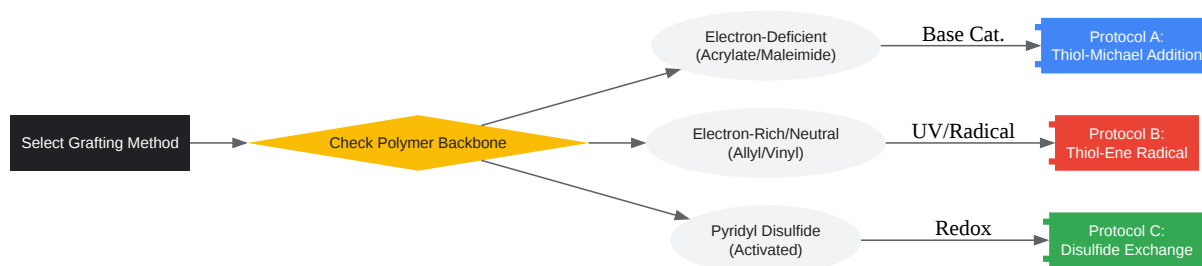 Select Grafting Method
Check Polymer Backbone
Electron-Deficient
(Acrylate/Maleimide)
Base Cat.
Protocol A:
Thiol-Michael Addition
Electron-Rich/Neutral
(Allyl/Vinyl)
UV/Radical
Protocol B:
Thiol-Ene Radical
Pyridyl Disulfide
(Activated)
Redox
Protocol C:
Disulfide Exchange